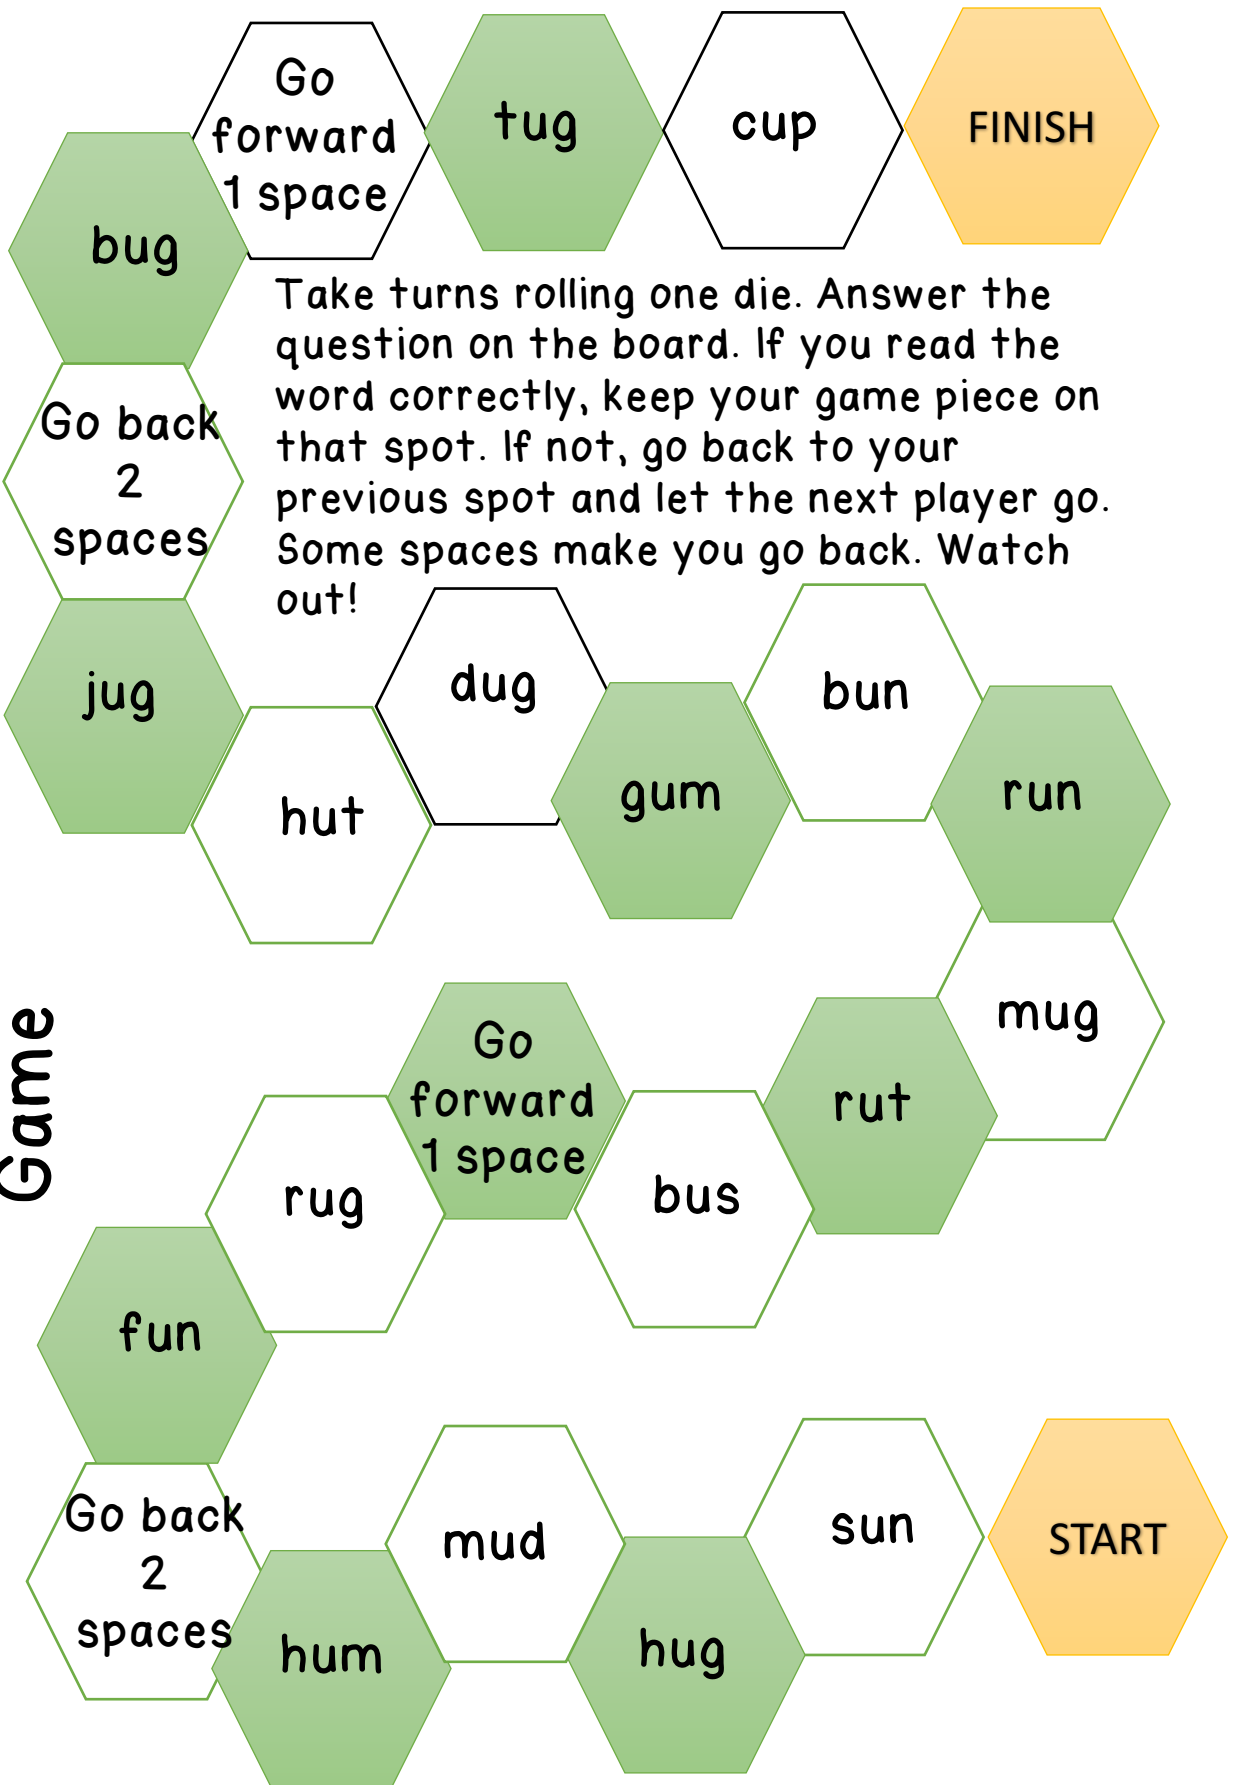 Go
forward
1 space
tug
cup
FINISH
bug
Take turns rolling one die. Answer the
question on the board. If you read the
word correctly, keep your game piece on
that spot. If not, go back to your
previous spot and let the next player go.
Some spaces make you go back. Watch
out!
Go back
2
spaces
jug
hut
dug
gum
bun
run
mug
rut
bus
Go
forward
1 space
rug
fun
Go back
2
spaces
hum
mud
hug
sun
START
Game